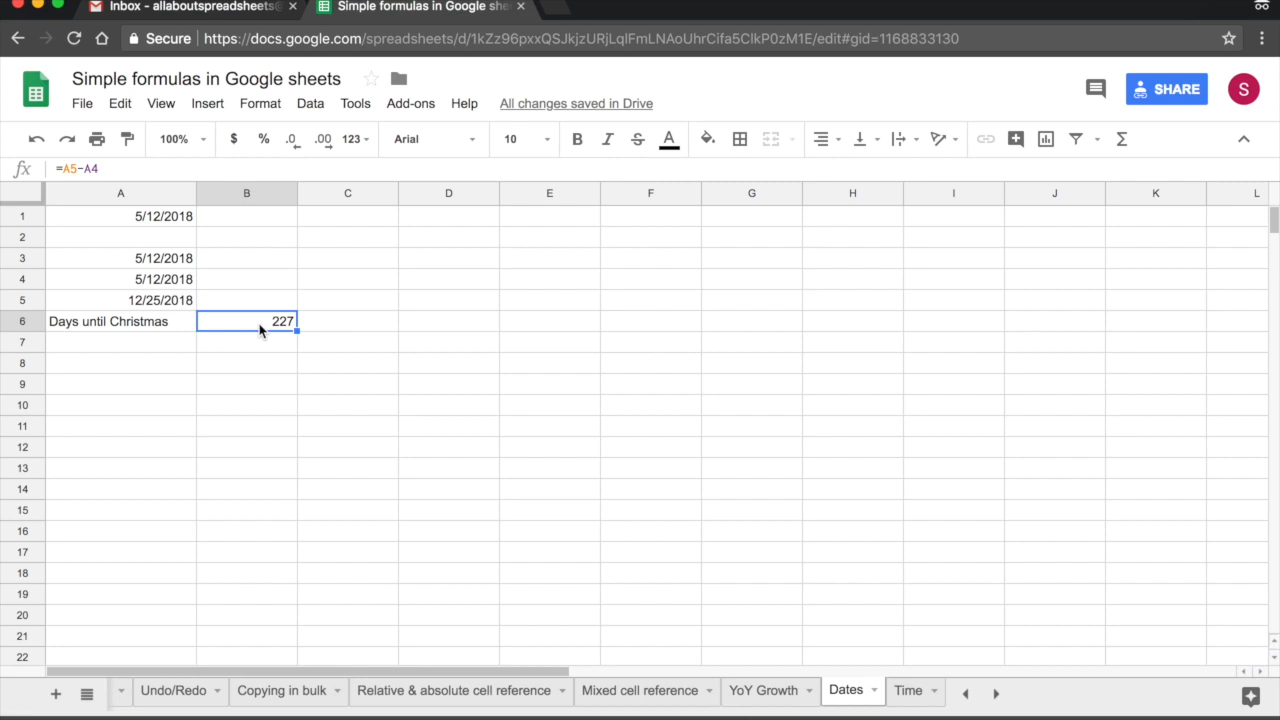 Inbox - allaboutspreadsheets@
Simple formulas in Google she
Secure https://docs.google.com/spreadsheets/d/1kZz96pxxQSJkjzURjLqlFmLNAoUhrCifa5ClkP0zM1E/edit#gid=1168833130
Simple formulas in Google sheets
File Edit View Insert Format Data Tools Add-ons Help All changes saved in Drive
SHARE
S
100% $ % .0 .00 123 Arial 10 B I S A Σ
fx =A5-A4
A B C D E F G H I J K L
1 5/12/2018
2
3 5/12/2018
4 5/12/2018
5 12/25/2018
6 Days until Christmas 227
7
8
9
10
11
12
13
14
15
16
17
18
19
20
21
22
Undo/Redo Copying in bulk Relative & absolute cell reference Mixed cell reference YoY Growth Dates Time